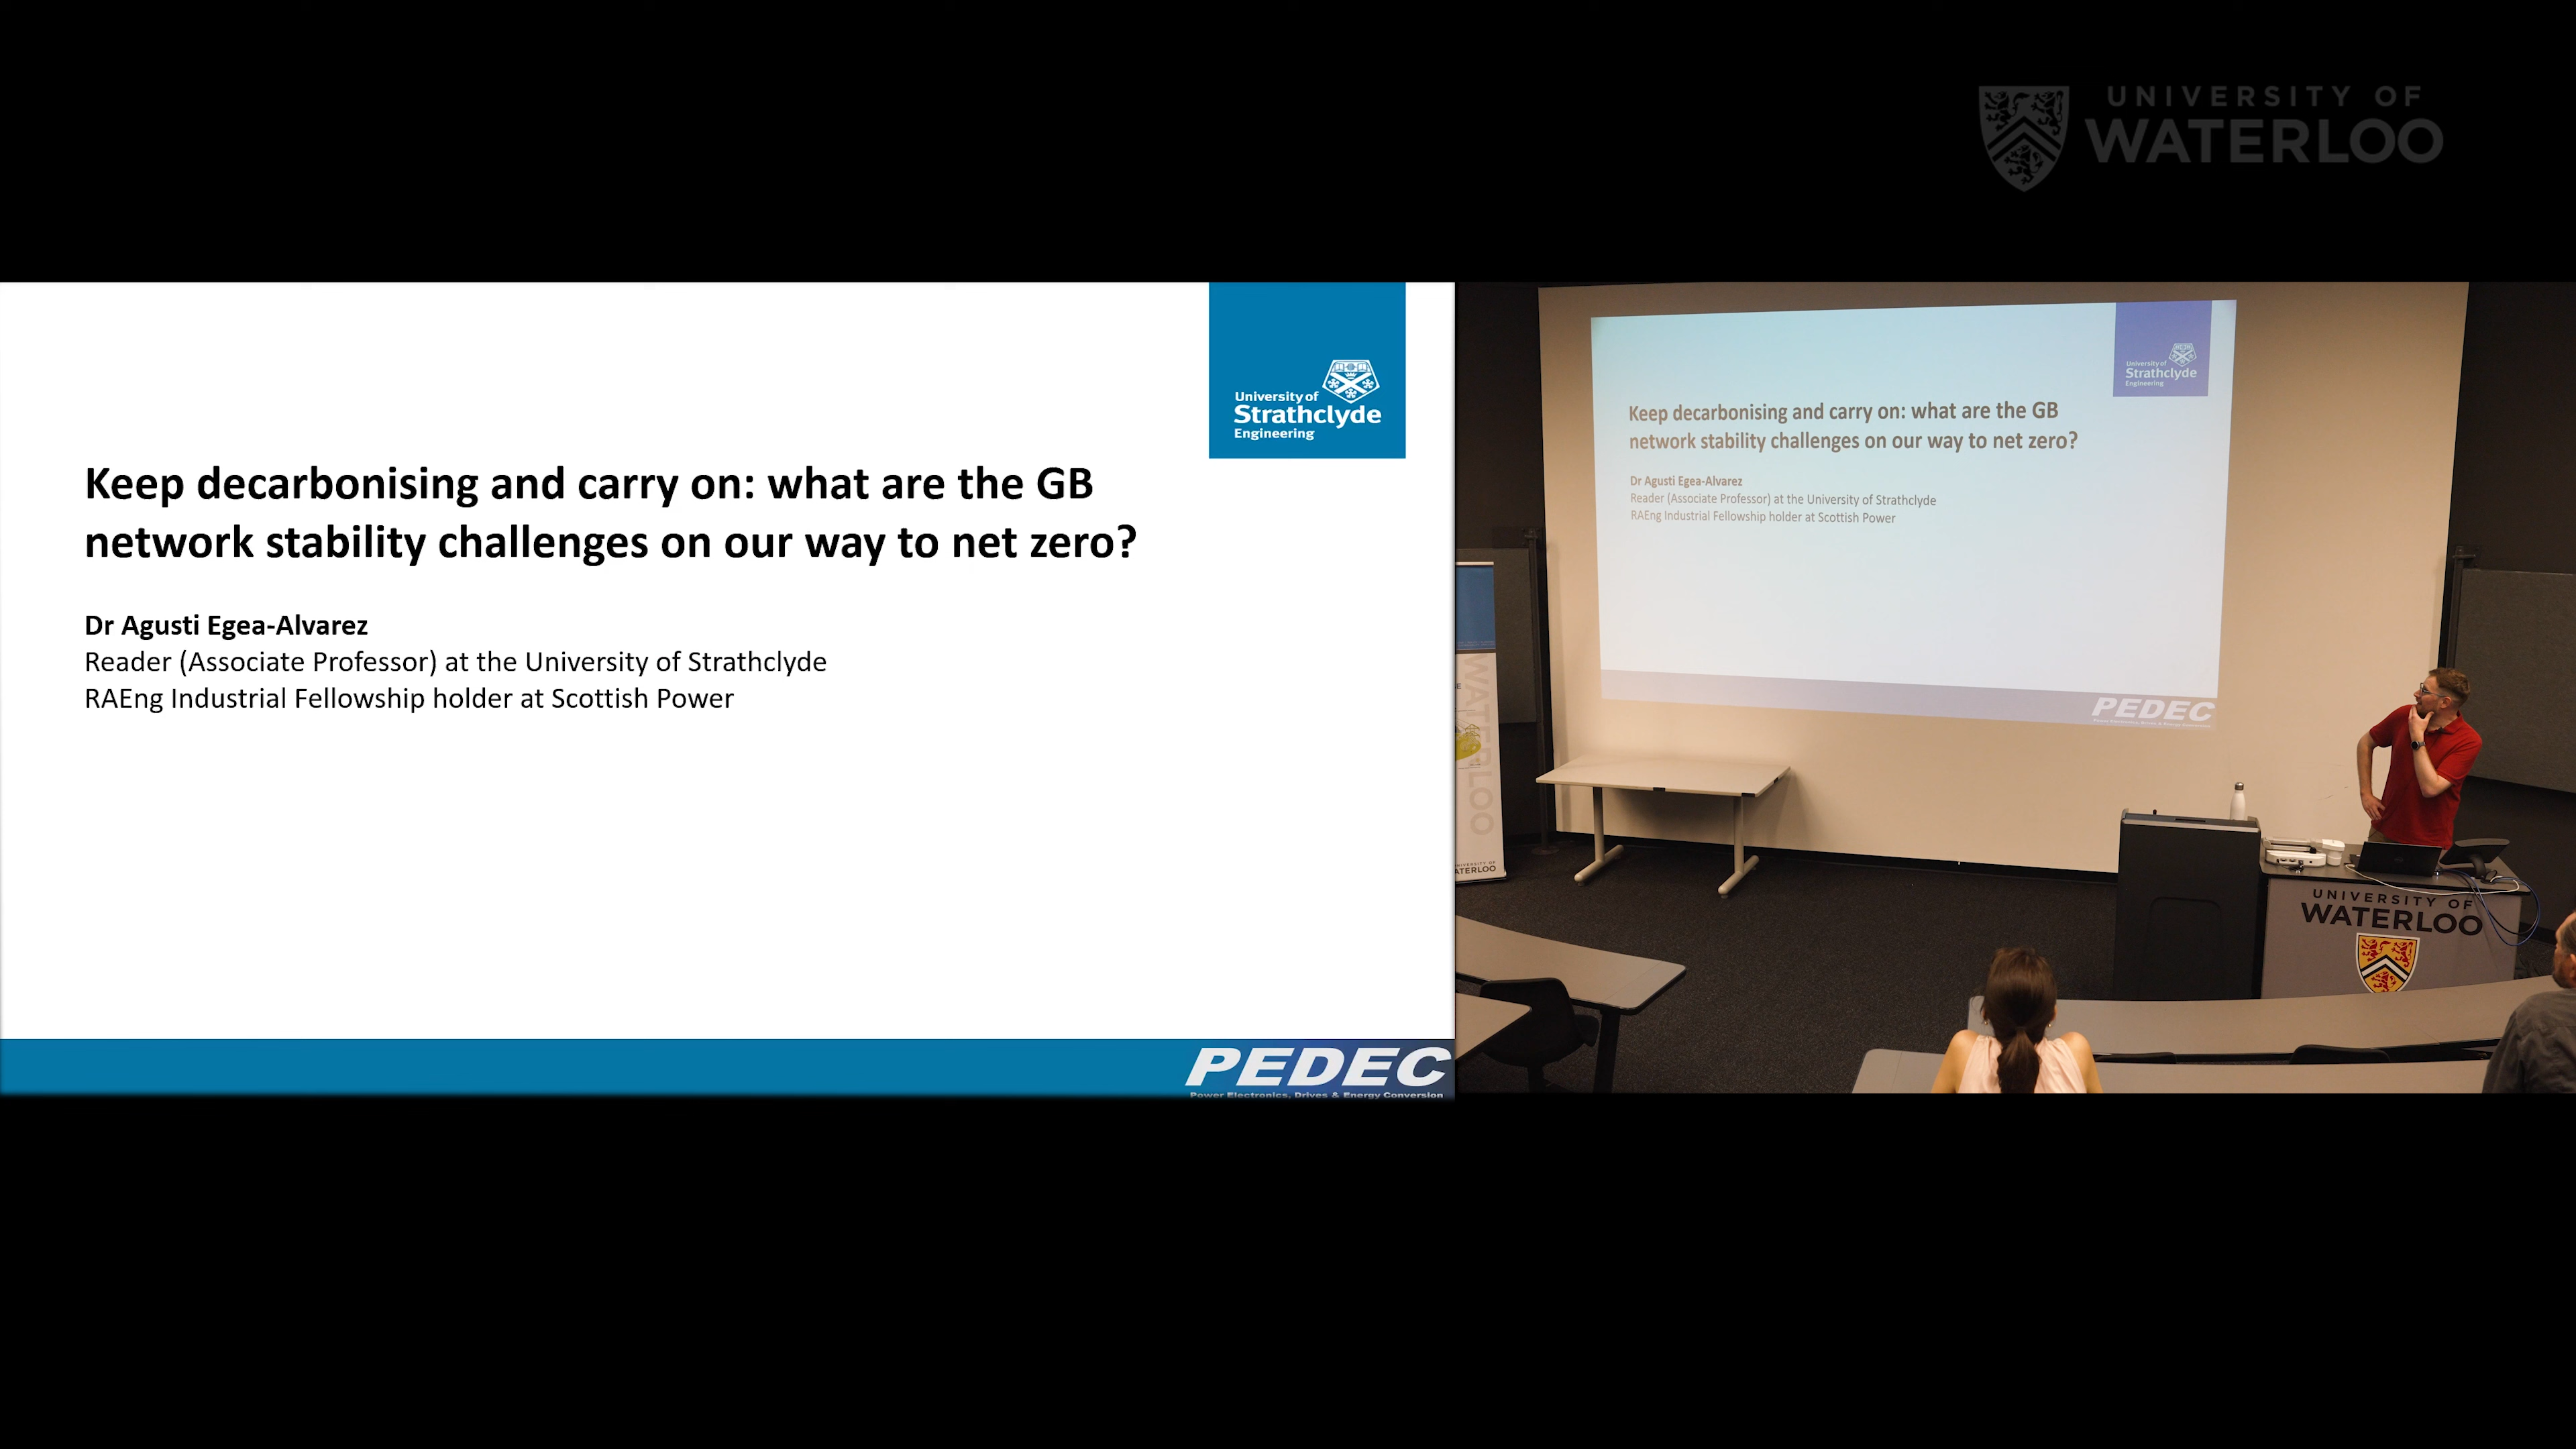 UNIVERSITY OF
WATERLOO
University of
Strathclyde
Engineering
Keep decarbonising and carry on: what are the GB
network stability challenges on our way to net zero?
Dr Agusti Egea-Alvarez
Reader (Associate Professor) at the University of Strathclyde
RAEng Industrial Fellowship holder at Scottish Power
PEDEC
Power Electronics, Drives & Energy Conversion
University of
Strathclyde
Engineering
Keep decarbonising and carry on: what are the GB
network stability challenges on our way to net zero?
Dr Agusti Egea-Alvarez
Reader (Associate Professor) at the University of Strathclyde
RAEng Industrial Fellowship holder at Scottish Power
PEDEC
WATERLOO
UNIVERSITY OF
WATERLOO